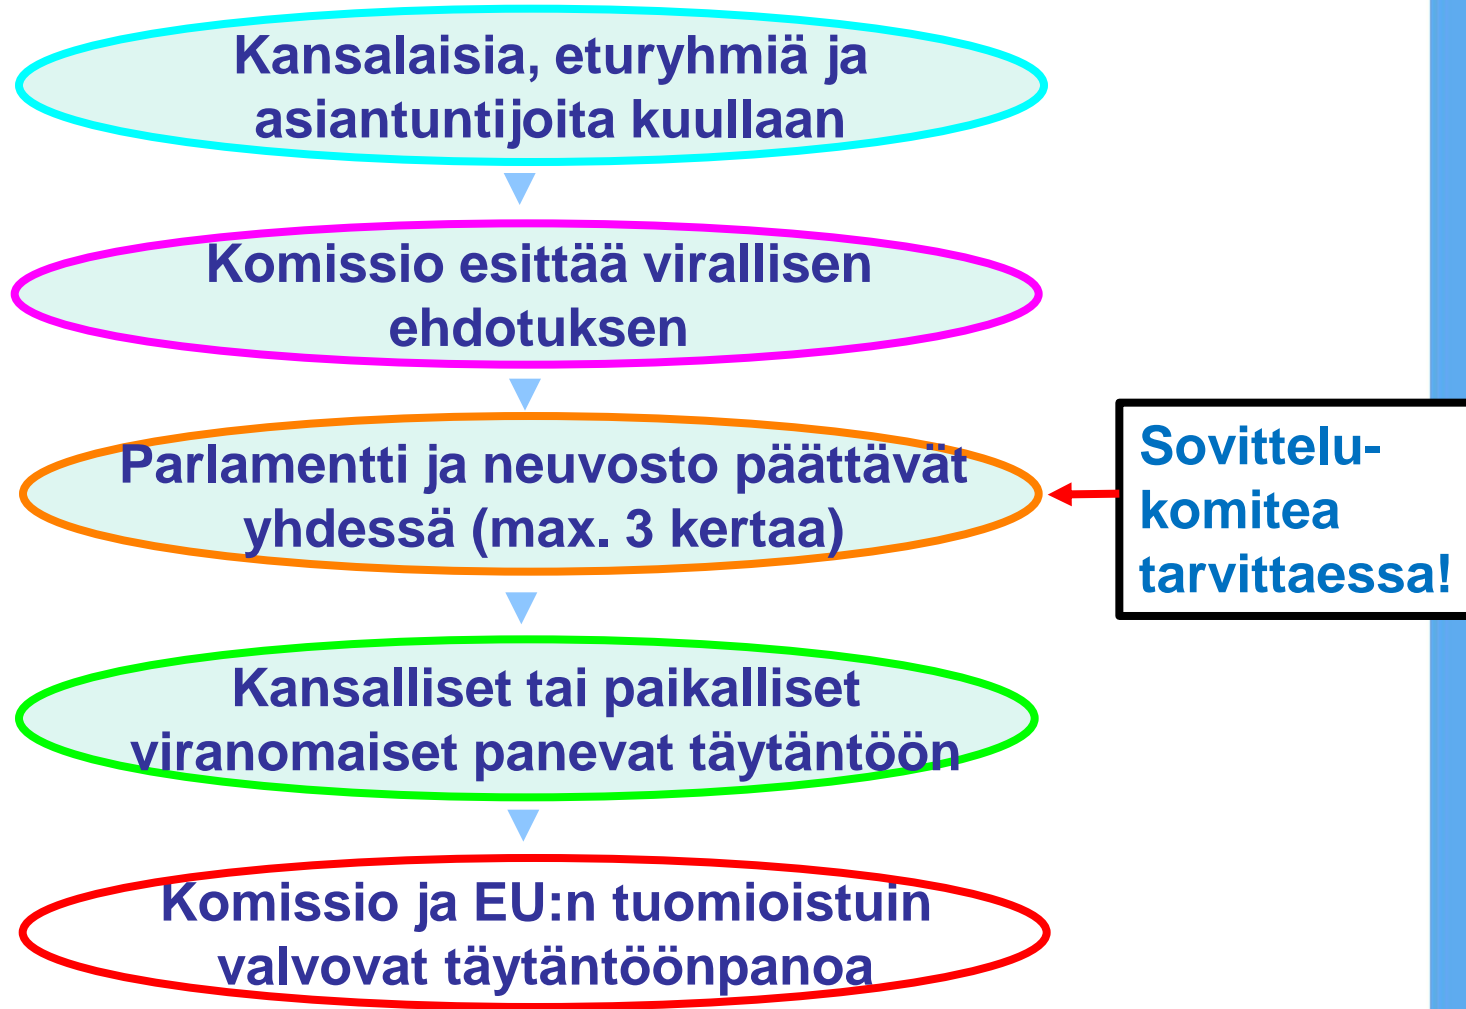 Kansalaisia, eturyhmiä ja
asiantuntijoita kuullaan
Komissio esittää virallisen
ehdotuksen
Parlamentti ja neuvosto päättävät
yhdessä (max. 3 kertaa)
Sovittelu-
komitea
tarvittaessa!
Kansalliset tai paikalliset
viranomaiset panevat täytäntöön
Komissio ja EU:n tuomioistuin
valvovat täytäntöönpanoa